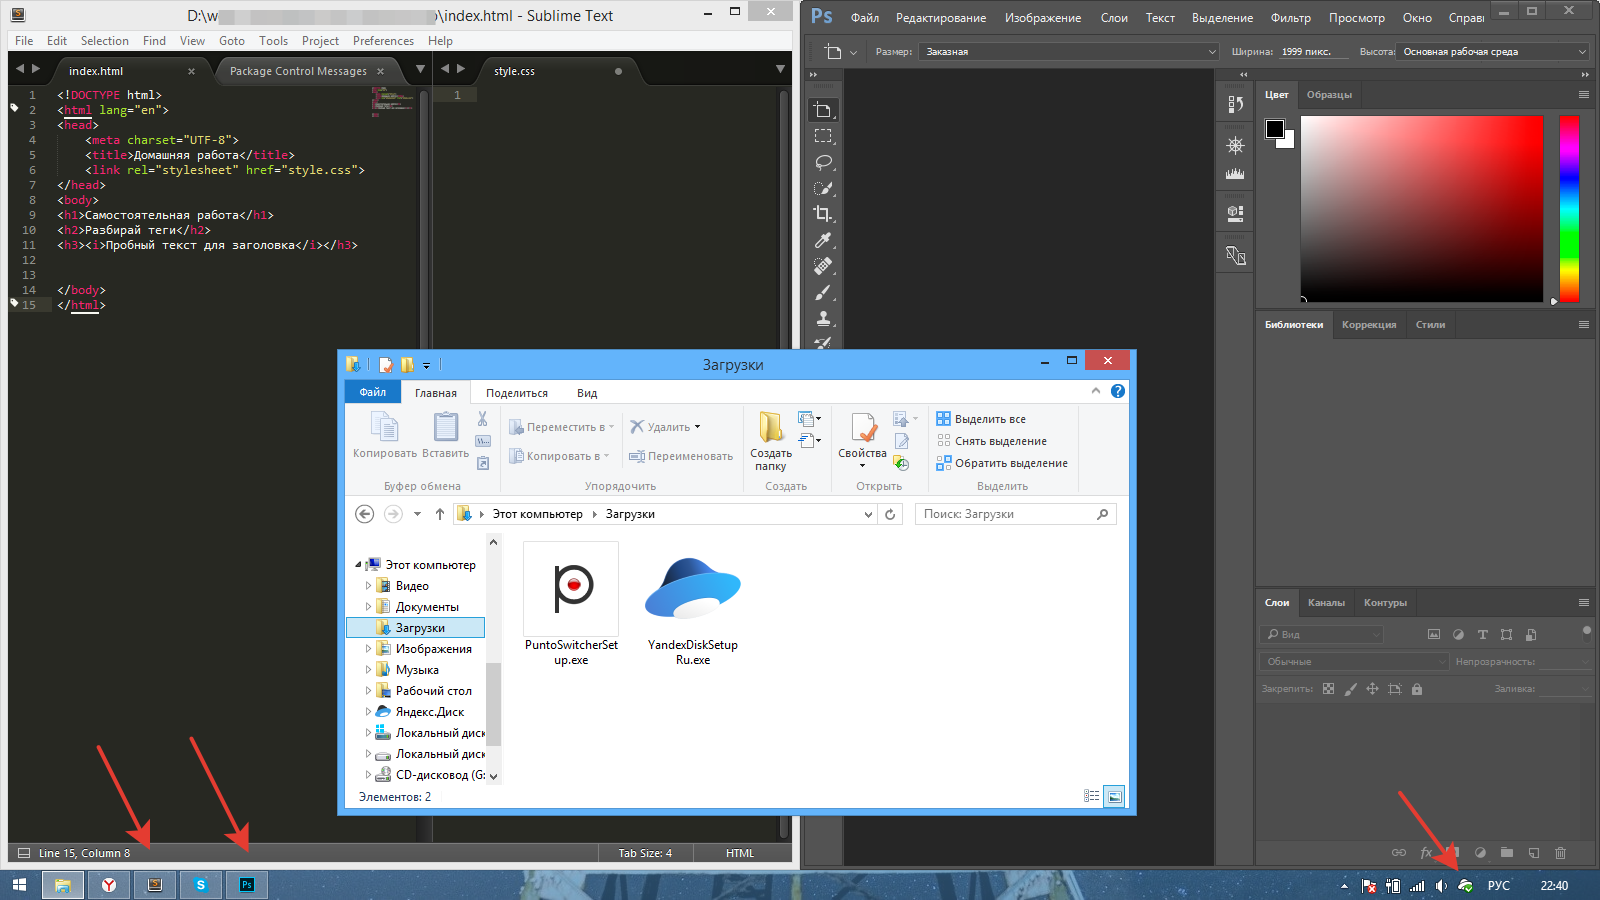 D:\w
\index.html - Sublime Text
File Edit Selection Find View Goto Tools Project Preferences Help
index.html
Package Control Messages
style.css
1 <!DOCTYPE html>
2 <html lang="en">
3 <head>
4 <meta charset="UTF-8">
5 <title>Домашняя работа</title>
6 <link rel="stylesheet" href="style.css">
7 </head>
8 <body>
9 <h1>Самостоятельная работа</h1>
10 <h2>Разбирай теги</h2>
11 <h3><i>Пробный текст для заголовка</i></h3>
12
13
14 </body>
15 </html>
1
Line 15, Column 8
Tab Size: 4
HTML
Ps
Файл Редактирование Изображение Слои Текст Выделение Фильтр Просмотр Окно Справ
Размер: Заказная
Ширина: 1999 пикс.
Высота:
Основная рабочая среда
Цвет Образцы
Библиотеки Коррекция Стили
Слои Каналы Контуры
Вид
Обычные
Непрозрачность:
Закрепить:
Заливка:
fx
Загрузки
Файл Главная Поделиться Вид
Копировать
Вставить
Буфер обмена
Переместить в
Копировать в
Удалить
Переименовать
Упорядочить
Создать папку
Создать
Свойства
Открыть
Выделить все
Снять выделение
Обратить выделение
Выделить
Этот компьютер
Загрузки
Поиск: Загрузки
Этот компьютер
Видео
Документы
Загрузки
Изображения
Музыка
Рабочий стол
Яндекс.Диск
Локальный диск
Локальный диск
CD-дисковод (G:
PuntoSwitcherSet
up.exe
YandexDiskSetup
Ru.exe
Элементов: 2
Ps
РУС
22:40